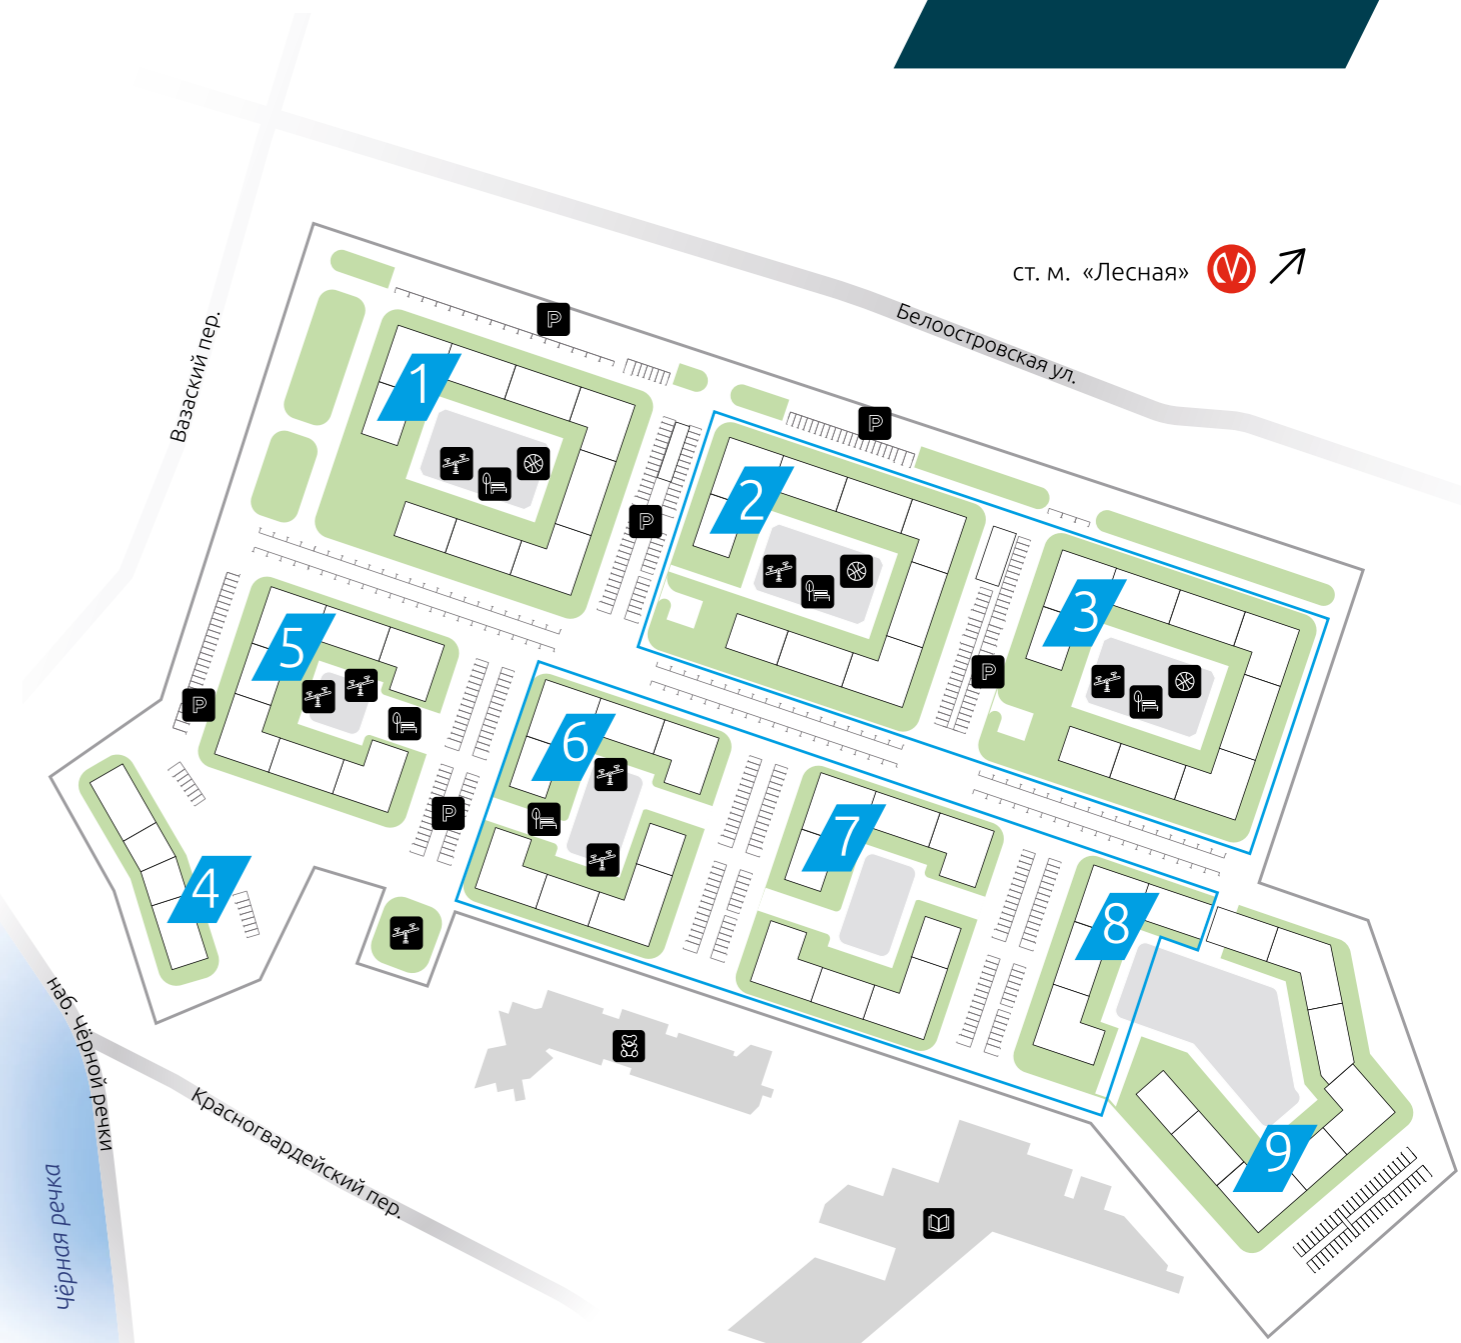 ст. м. «Лесная»
Белоостровская ул.
Вазаский пер.
P
1
P
2
P
3
P
5
P
6
P
7
4
8
9
наб. Чёрной речки
Красногвардейский пер.
Чёрная речка